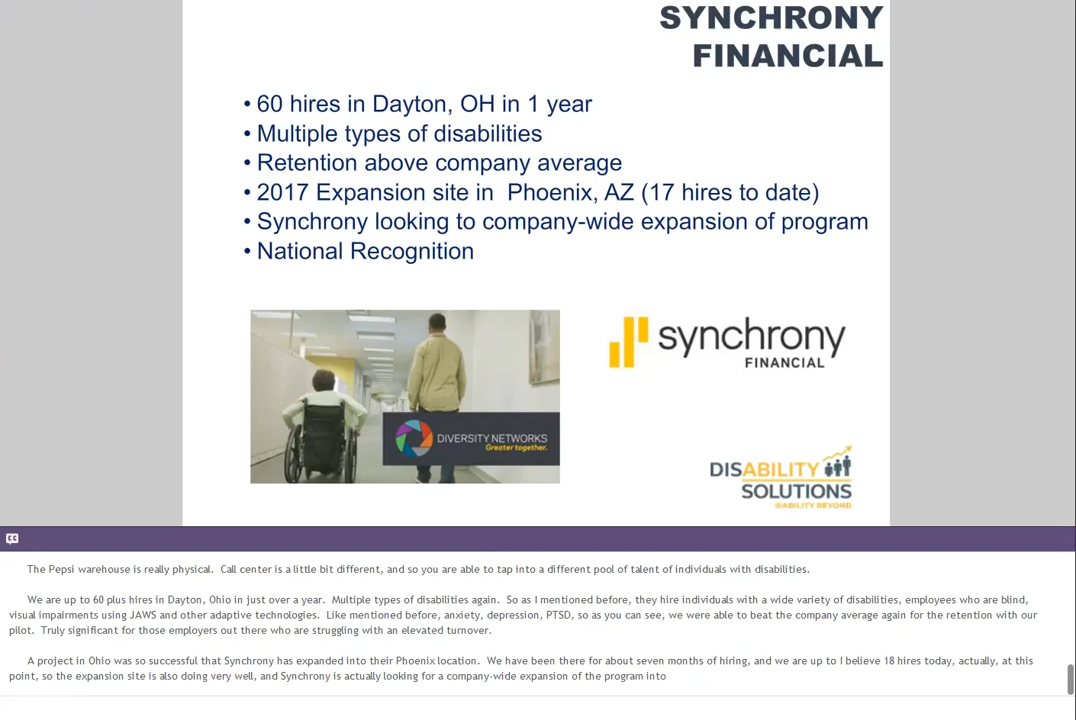 SYNCHRONY
FINANCIAL
• 60 hires in Dayton, OH in 1 year
• Multiple types of disabilities
• Retention above company average
• 2017 Expansion site in Phoenix, AZ (17 hires to date)
• Synchrony looking to company-wide expansion of program
• National Recognition
DIVERSITY NETWORKS
Greater together.
synchrony
FINANCIAL
DISABILITY
SOLUTIONS
@ABILITY BEYOND
CC
The Pepsi warehouse is really physical. Call center is a little bit different, and so you are able to tap into a different pool of talent of individuals with disabilities.
We are up to 60 plus hires in Dayton, Ohio in just over a year. Multiple types of disabilities again. So as I mentioned before, they hire individuals with a wide variety of disabilities, employees who are blind,
visual impairments using JAWS and other adaptive technologies. Like mentioned before, anxiety, depression, PTSD, so as you can see, we were able to beat the company average again for the retention with our
pilot. Truly significant for those employers out there who are struggling with an elevated turnover.
A project in Ohio was so successful that Synchrony has expanded into their Phoenix location. We have been there for about seven months of hiring, and we are up to I believe 18 hires today, actually, at this
point, so the expansion site is also doing very well, and Synchrony is actually looking for a company-wide expansion of the program into